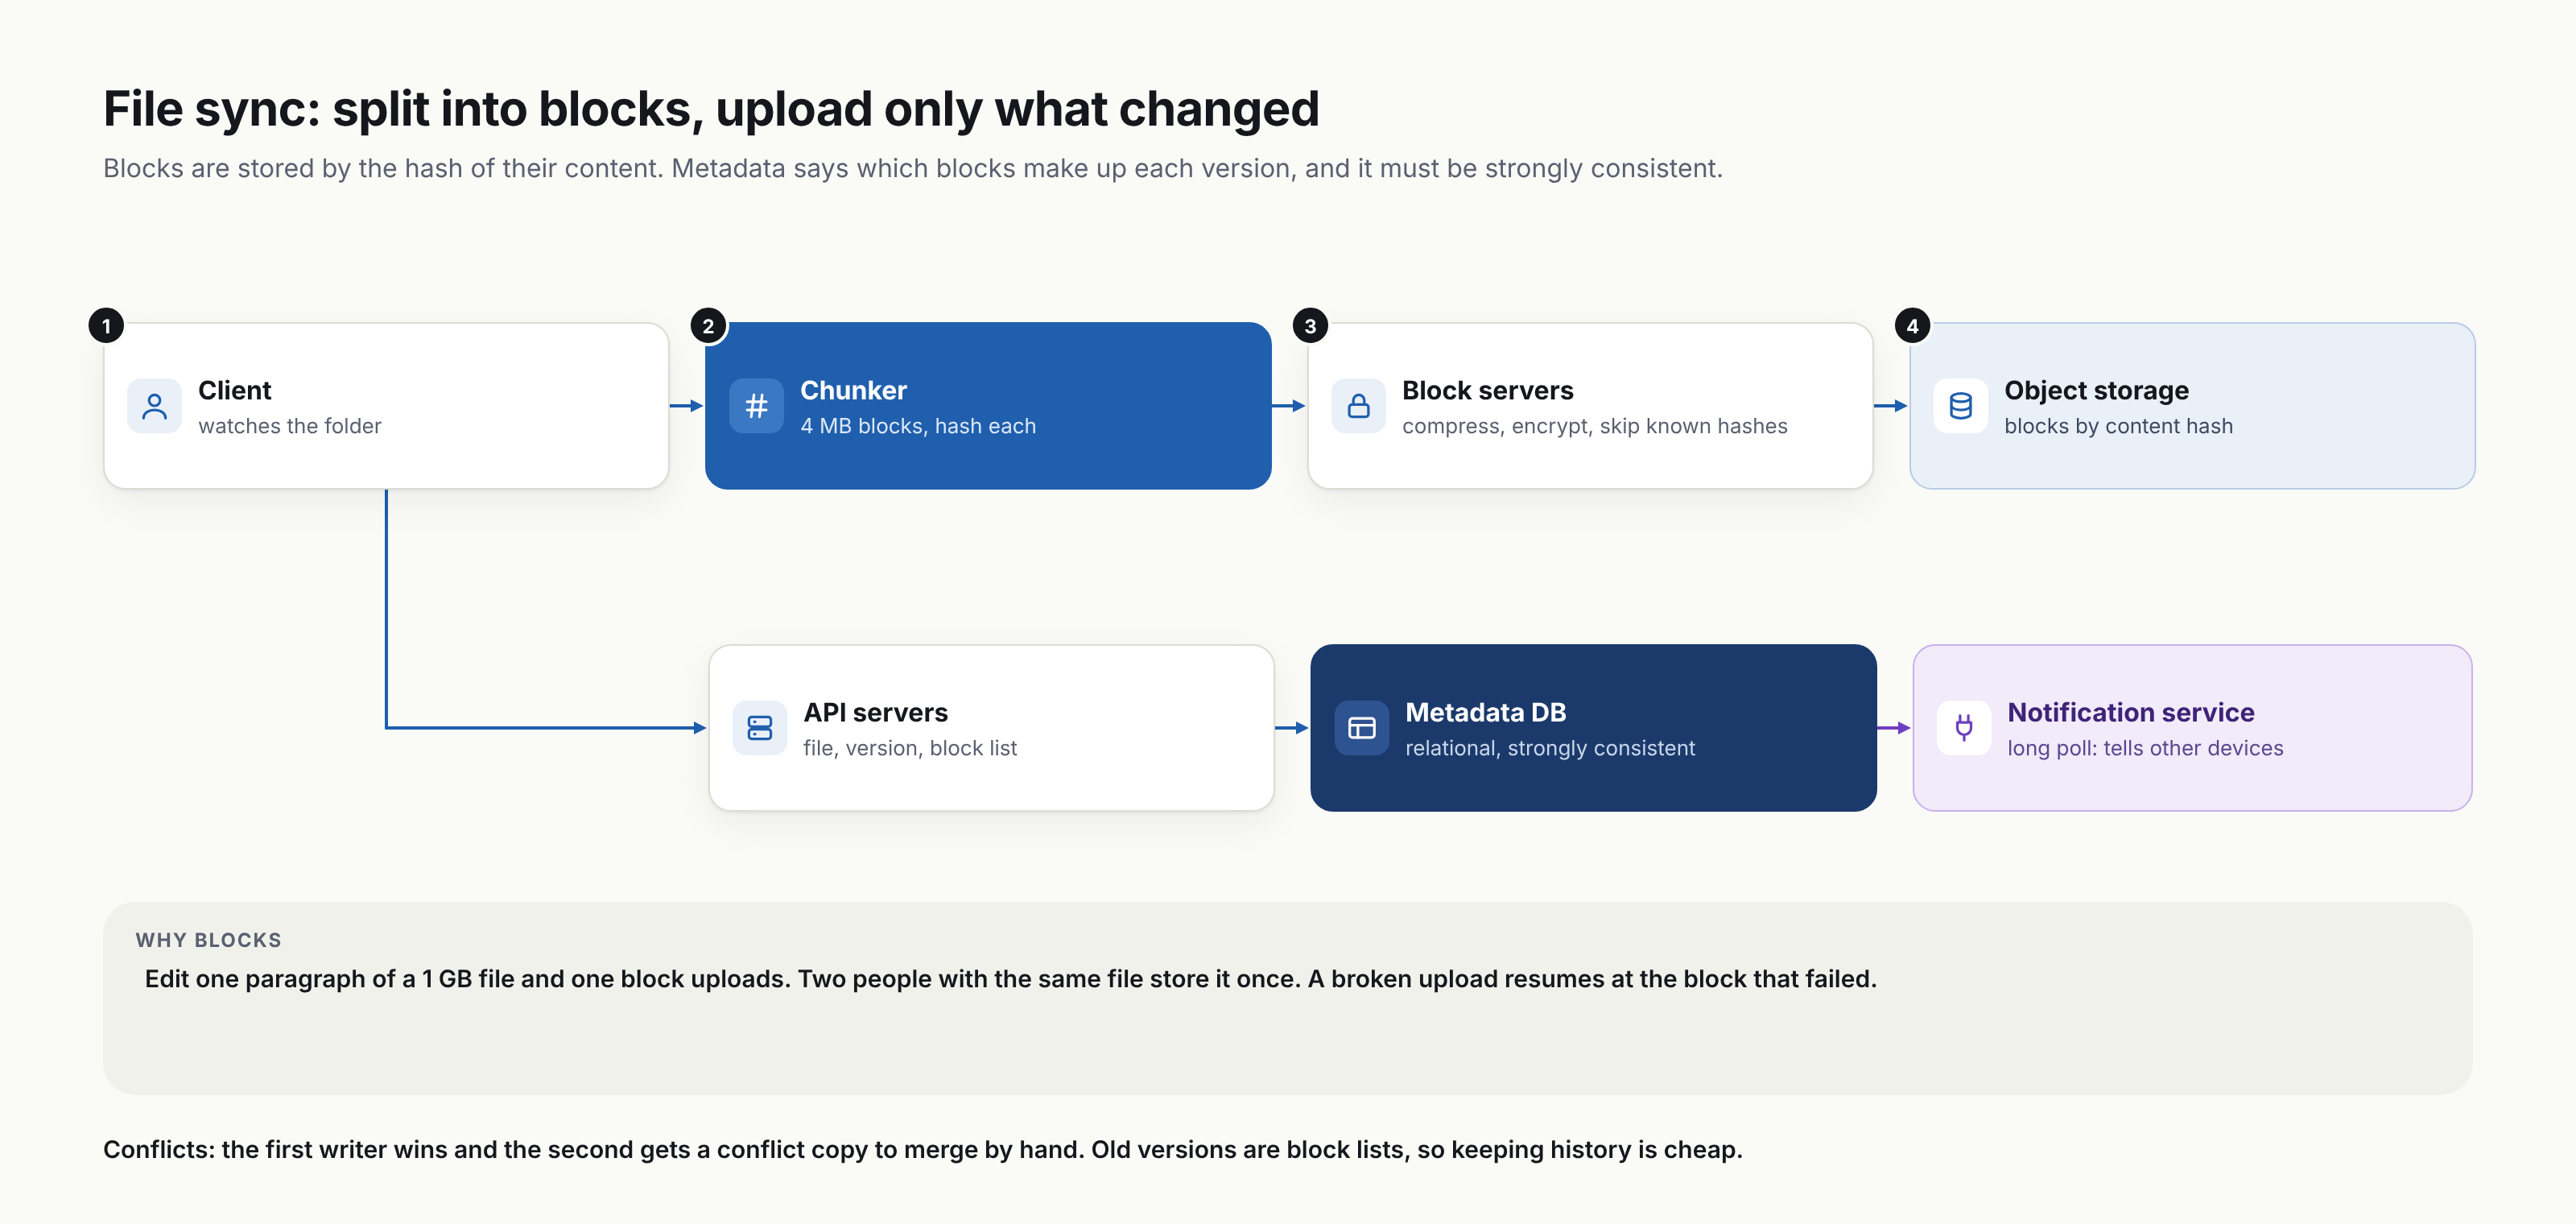 File sync: split into blocks, upload only what changed
Blocks are stored by the hash of their content. Metadata says which blocks make up each version, and it must be strongly consistent.
1
Client
watches the folder
2
Chunker
4 MB blocks, hash each
3
Block servers
compress, encrypt, skip known hashes
4
Object storage
blocks by content hash
API servers
file, version, block list
Metadata DB
relational, strongly consistent
Notification service
long poll: tells other devices
WHY BLOCKS
Edit one paragraph of a 1 GB file and one block uploads. Two people with the same file store it once. A broken upload resumes at the block that failed.
Conflicts: the first writer wins and the second gets a conflict copy to merge by hand. Old versions are block lists, so keeping history is cheap.